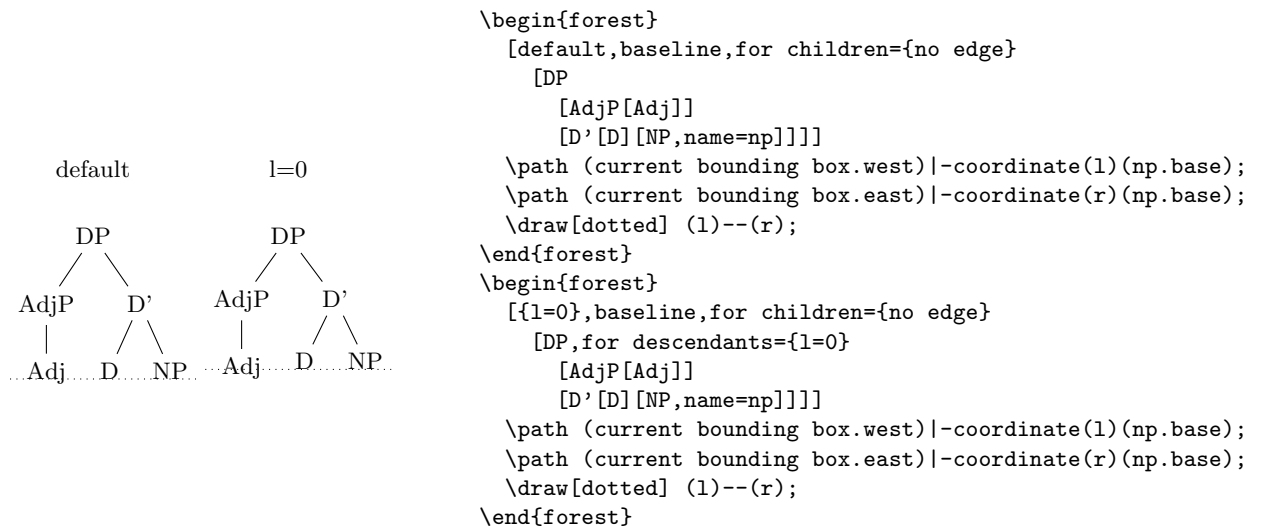 default l=0
DP DP
AdjP D' AdjP D'
Adj D NP Adj D NP
\begin{forest}
  [default,baseline,for children={no edge}
    [DP
      [AdjP[Adj]]
      [D’[D][NP,name=np]]]]
  \path (current bounding box.west)|-coordinate(l)(np.base);
  \path (current bounding box.east)|-coordinate(r)(np.base);
  \draw[dotted] (l)--(r);
\end{forest}
\begin{forest}
  [{l=0},baseline,for children={no edge}
    [DP,for descendants={l=0}
      [AdjP[Adj]]
      [D’[D][NP,name=np]]]]
  \path (current bounding box.west)|-coordinate(l)(np.base);
  \path (current bounding box.east)|-coordinate(r)(np.base);
  \draw[dotted] (l)--(r);
\end{forest}